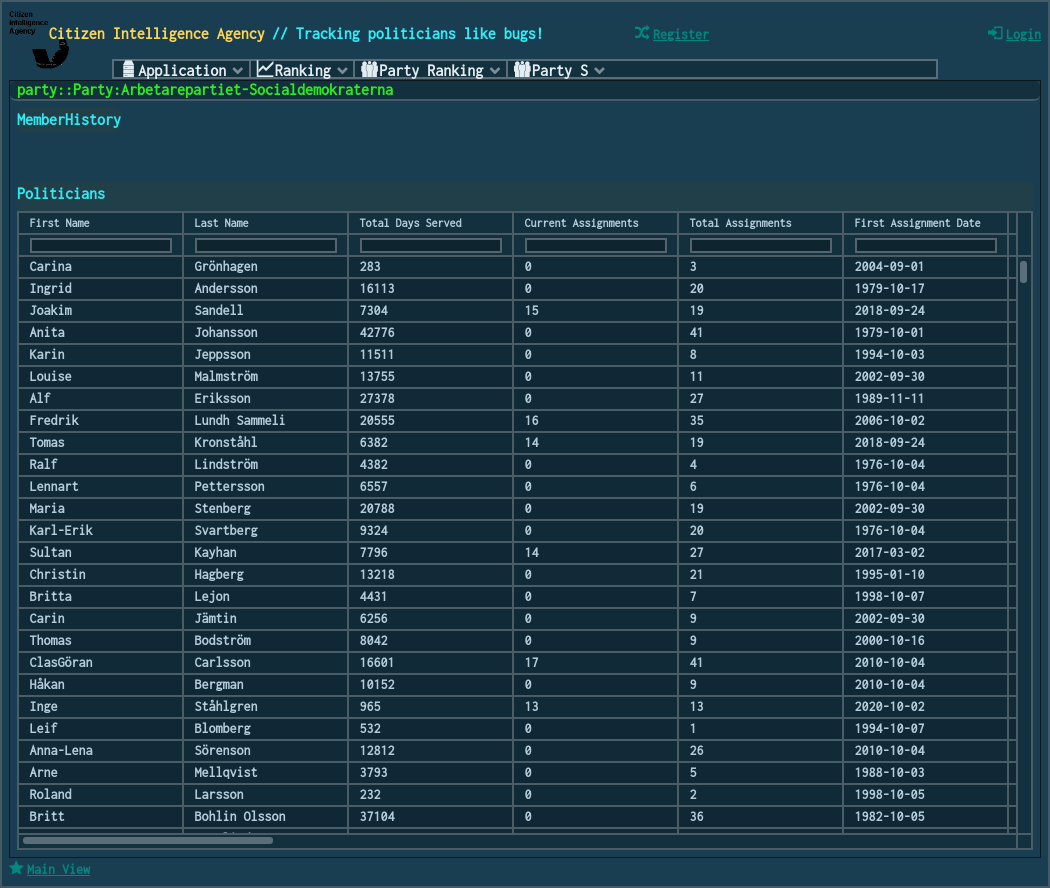 Citizen
Intelligence
Agency
Citizen Intelligence Agency // Tracking politicians like bugs!
Register
Login
Application Ranking Party Ranking Party S
party::Party:Arbetarepartiet-Socialdemokraterna
MemberHistory
Politicians
First Name Last Name Total Days Served Current Assignments Total Assignments First Assignment Date
Carina Grönhagen 283 0 3 2004-09-01
Ingrid Andersson 16113 0 20 1979-10-17
Joakim Sandell 7304 15 19 2018-09-24
Anita Johansson 42776 0 41 1979-10-01
Karin Jeppsson 11511 0 8 1994-10-03
Louise Malmström 13755 0 11 2002-09-30
Alf Eriksson 27378 0 27 1989-11-11
Fredrik Lundh Sammeli 20555 16 35 2006-10-02
Tomas Kronståhl 6382 14 19 2018-09-24
Ralf Lindström 4382 0 4 1976-10-04
Lennart Pettersson 6557 0 6 1976-10-04
Maria Stenberg 20788 0 19 2002-09-30
Karl-Erik Svartberg 9324 0 20 1976-10-04
Sultan Kayhan 7796 14 27 2017-03-02
Christin Hagberg 13218 0 21 1995-01-10
Britta Lejon 4431 0 7 1998-10-07
Carin Jämtin 6256 0 9 2002-09-30
Thomas Bodström 8042 0 9 2000-10-16
ClasGöran Carlsson 16601 17 41 2010-10-04
Håkan Bergman 10152 0 9 2010-10-04
Inge Ståhlgren 965 13 13 2020-10-02
Leif Blomberg 532 0 1 1994-10-07
Anna-Lena Sörenson 12812 0 26 2010-10-04
Arne Mellqvist 3793 0 5 1988-10-03
Roland Larsson 232 0 2 1998-10-05
Britt Bohlin Olsson 37104 0 36 1982-10-05
Main View